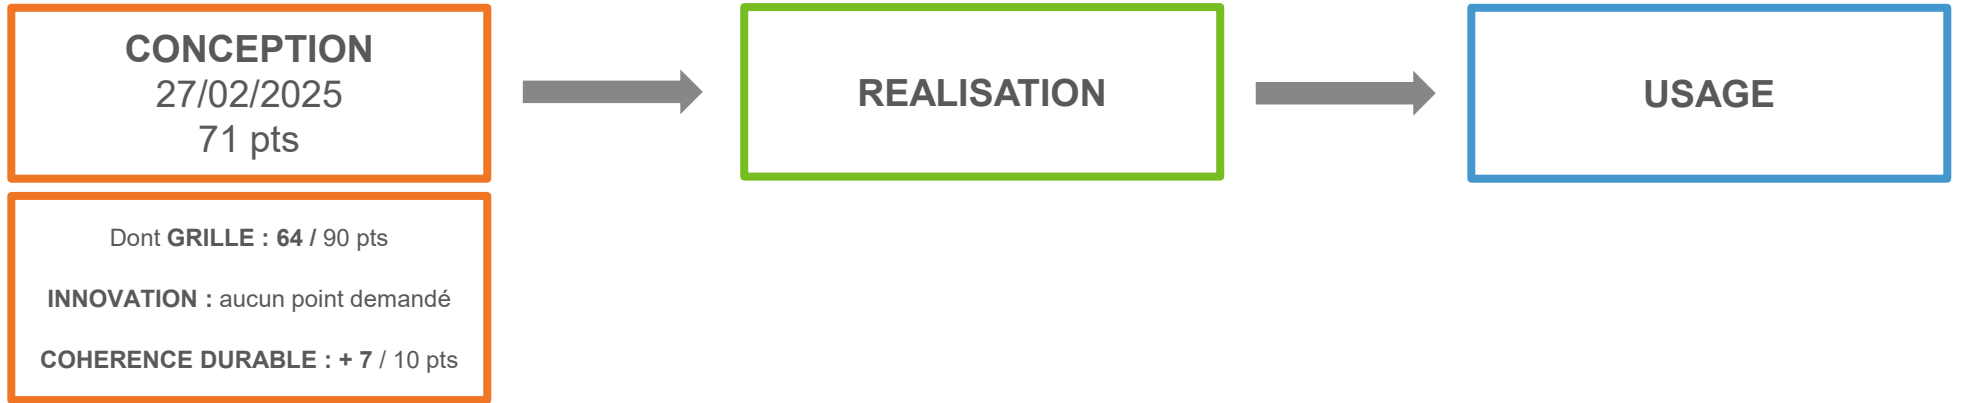 CONCEPTION
27/02/2025
71 pts
REALISATION
USAGE
Dont GRILLE : 64 / 90 pts
INNOVATION : aucun point demandé
COHERENCE DURABLE : + 7 / 10 pts